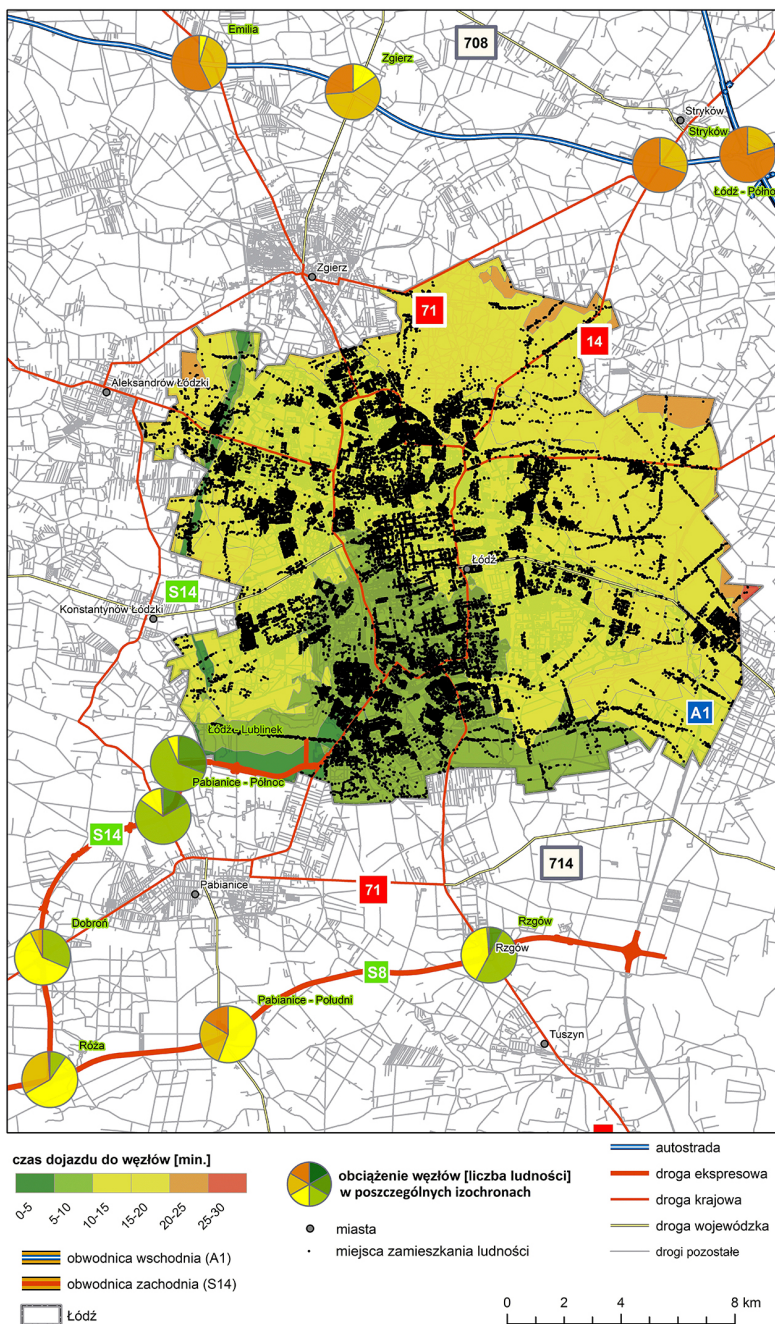 Emilia
Zgierz
708
Stryków
Stryków
Łódź - Półno
Zgierz
71
14
Aleksandrów Łódzki
Łódź
S14
Konstantynów Łódzki
A1
Łódź - Lublinek
Pabianice - Północ
S14
714
71
Pabianice
Dobroń
Rzgów
Rzgów
S8
Pabianice - Południ
Tuszyn
Róża
czas dojazdu do węzłów [min.]
0-5
5-10
10-15
15-20
20-25
25-30
obwodnica wschodnia (A1)
obwodnica zachodnia (S14)
Łódź
obciążenie węzłów [liczba ludności]
w poszczególnych izochronach
miasta
miejsca zamieszkania ludności
autostrada
droga ekspresowa
droga krajowa
droga wojewódzka
drogi pozostałe
0 2 4 6 8 km